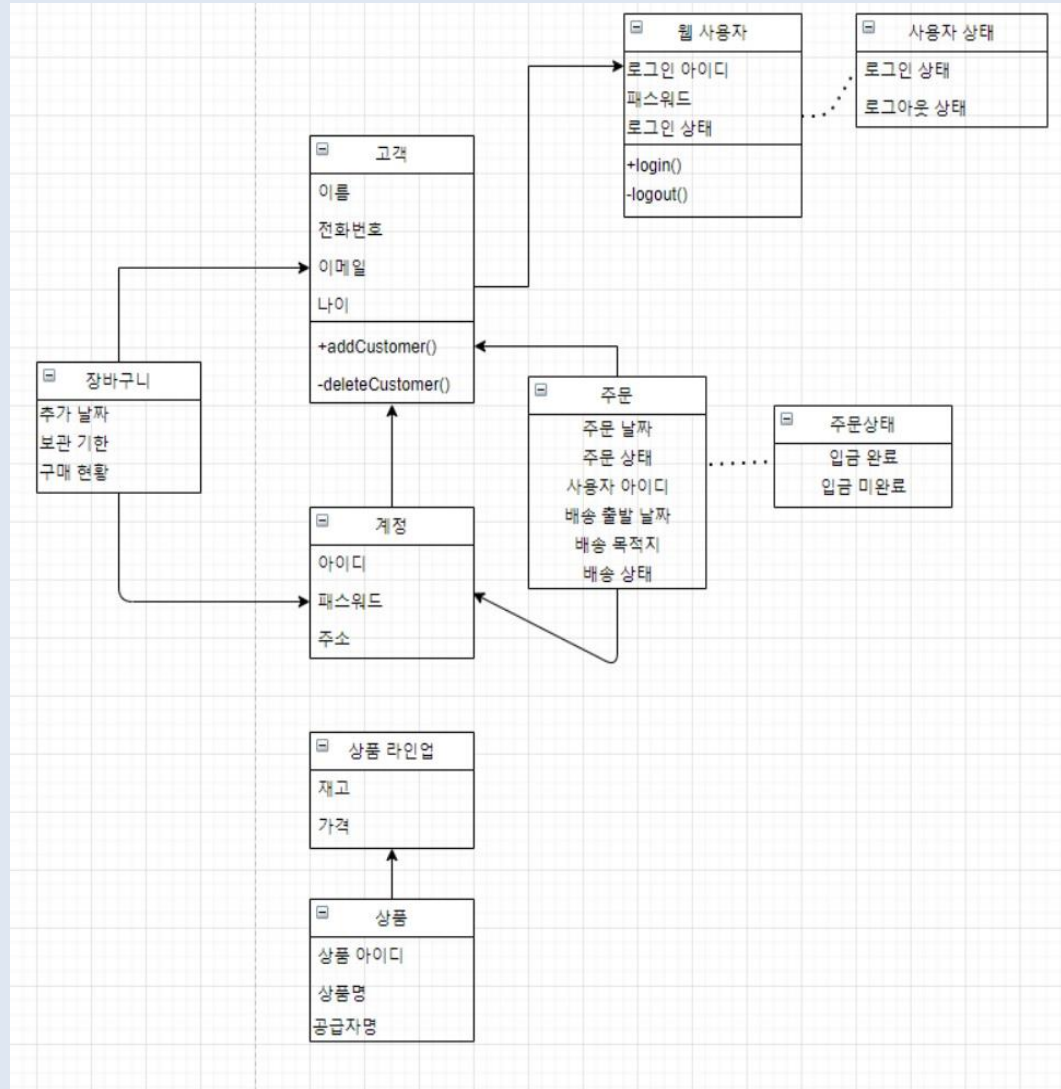 웹 사용자
로그인 아이디
패스워드
로그인 상태
+login()
-logout()
사용자 상태
로그인 상태
로그아웃 상태
고객
이름
전화번호
이메일
나이
+addCustomer()
-deleteCustomer()
장바구니
추가 날짜
보관 기한
구매 현황
주문
주문 날짜
주문 상태
사용자 아이디
배송 출발 날짜
배송 목적지
배송 상태
주문상태
입금 완료
입금 미완료
계정
아이디
패스워드
주소
상품 라인업
재고
가격
상품
상품 아이디
상품명
공급자명